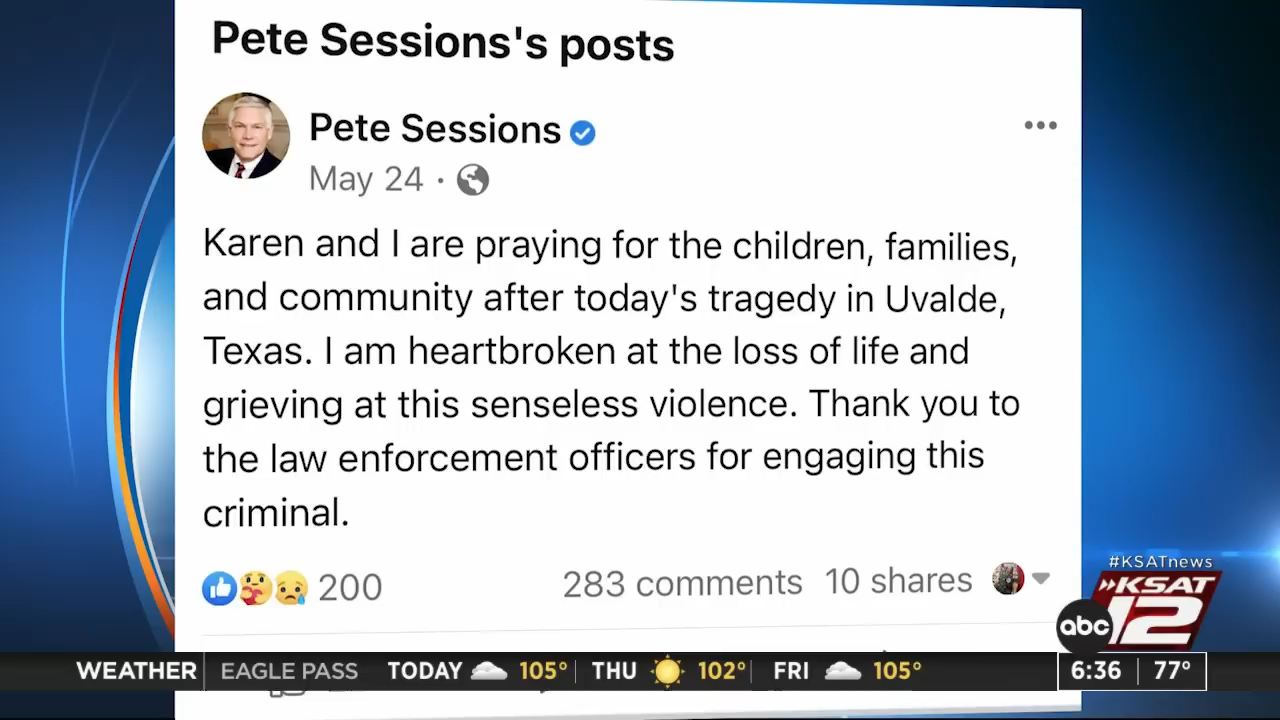 Pete Sessions's posts
Pete Sessions
May 24 ·
Karen and I are praying for the children, families,
and community after today's tragedy in Uvalde,
Texas. I am heartbroken at the loss of life and
grieving at this senseless violence. Thank you to
the law enforcement officers for engaging this
criminal.
200 283 comments 10 shares
#KSATnews
KSAT
abc 12
WEATHER EAGLE PASS TODAY 105° THU 102° FRI 105° 6:36 77°